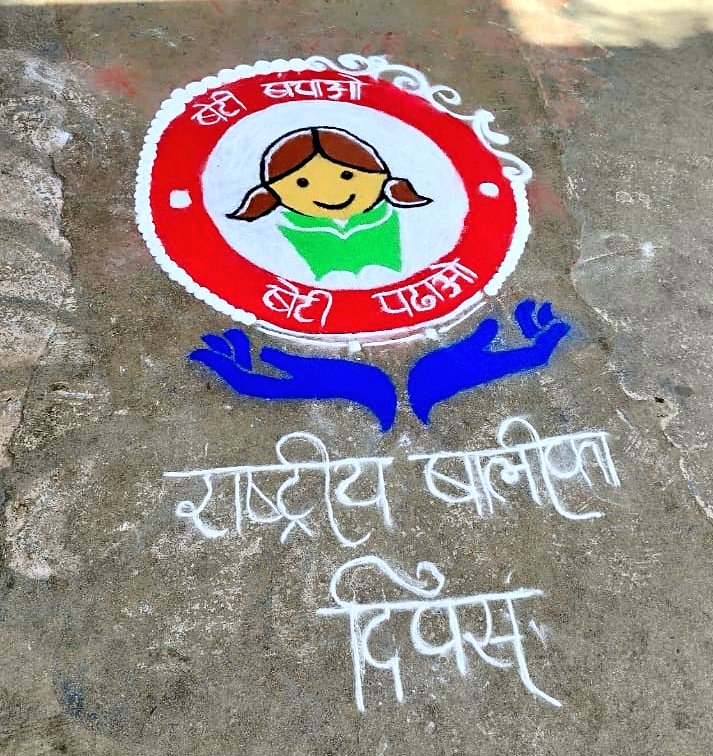 बेटी बचाओ
बेटी पढाओ
राष्ट्रीय बालीका
दिवस